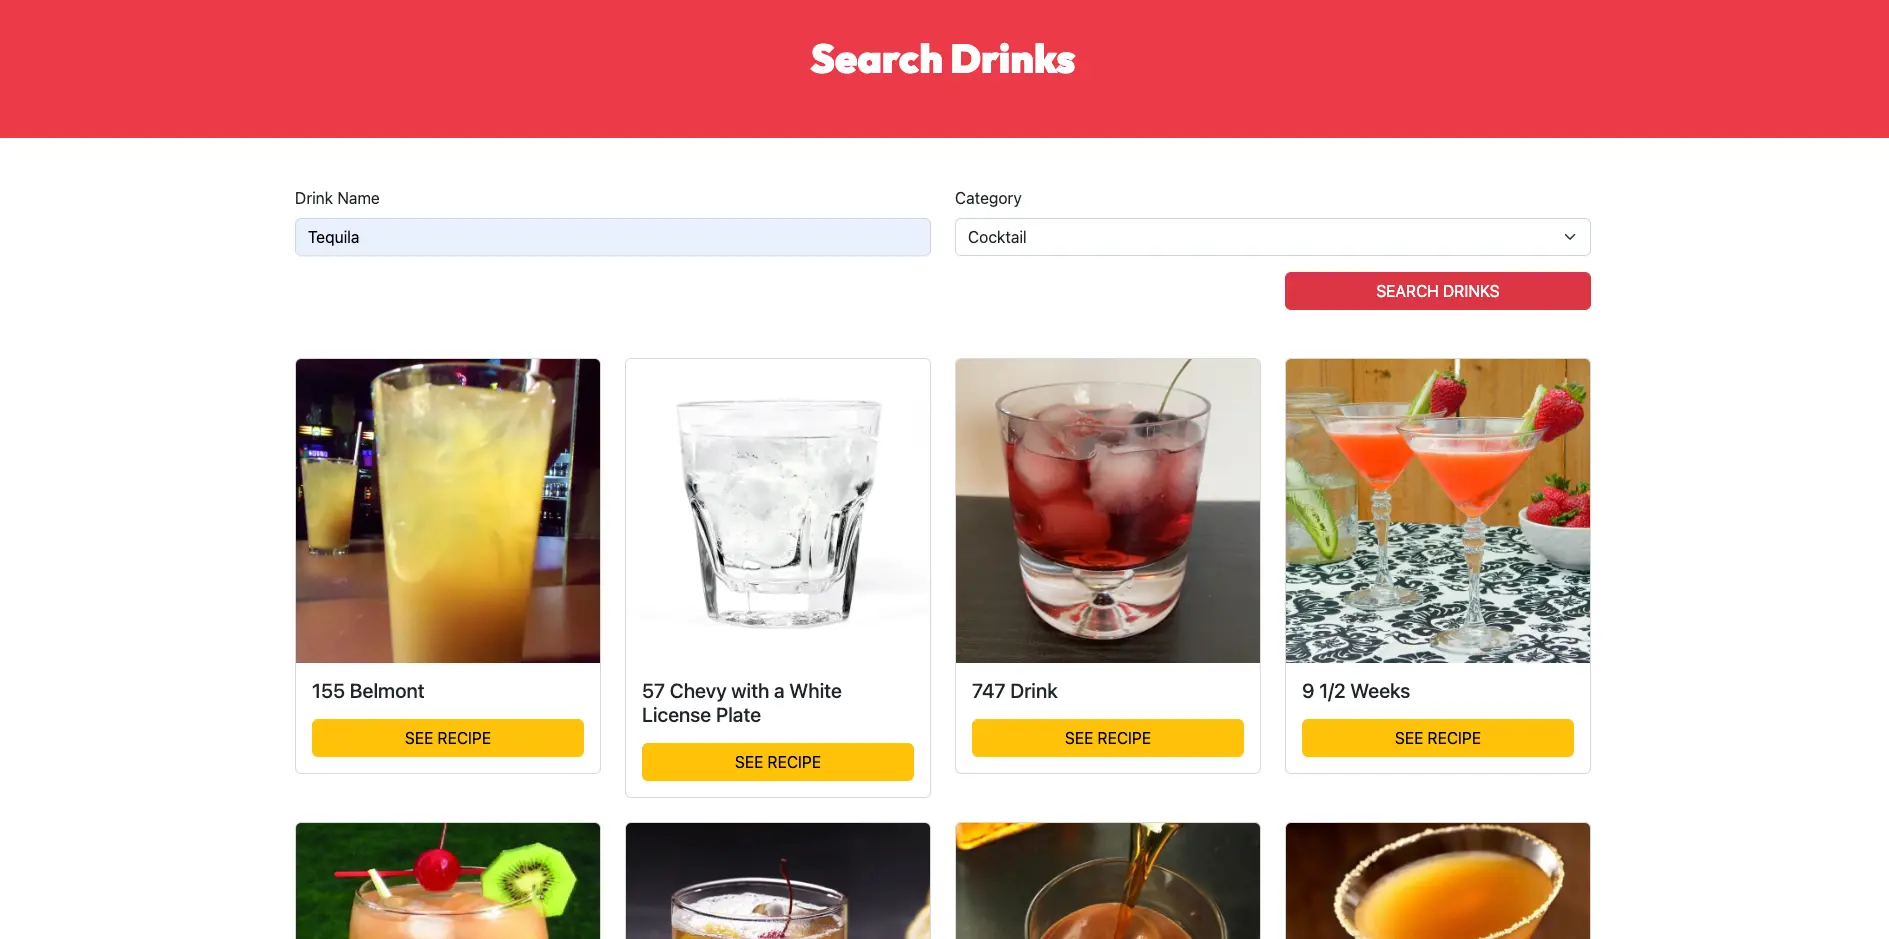 Search Drinks
Drink Name
Category
Tequila
Cocktail
SEARCH DRINKS
155 Belmont
SEE RECIPE
57 Chevy with a White
License Plate
SEE RECIPE
747 Drink
SEE RECIPE
9 1/2 Weeks
SEE RECIPE